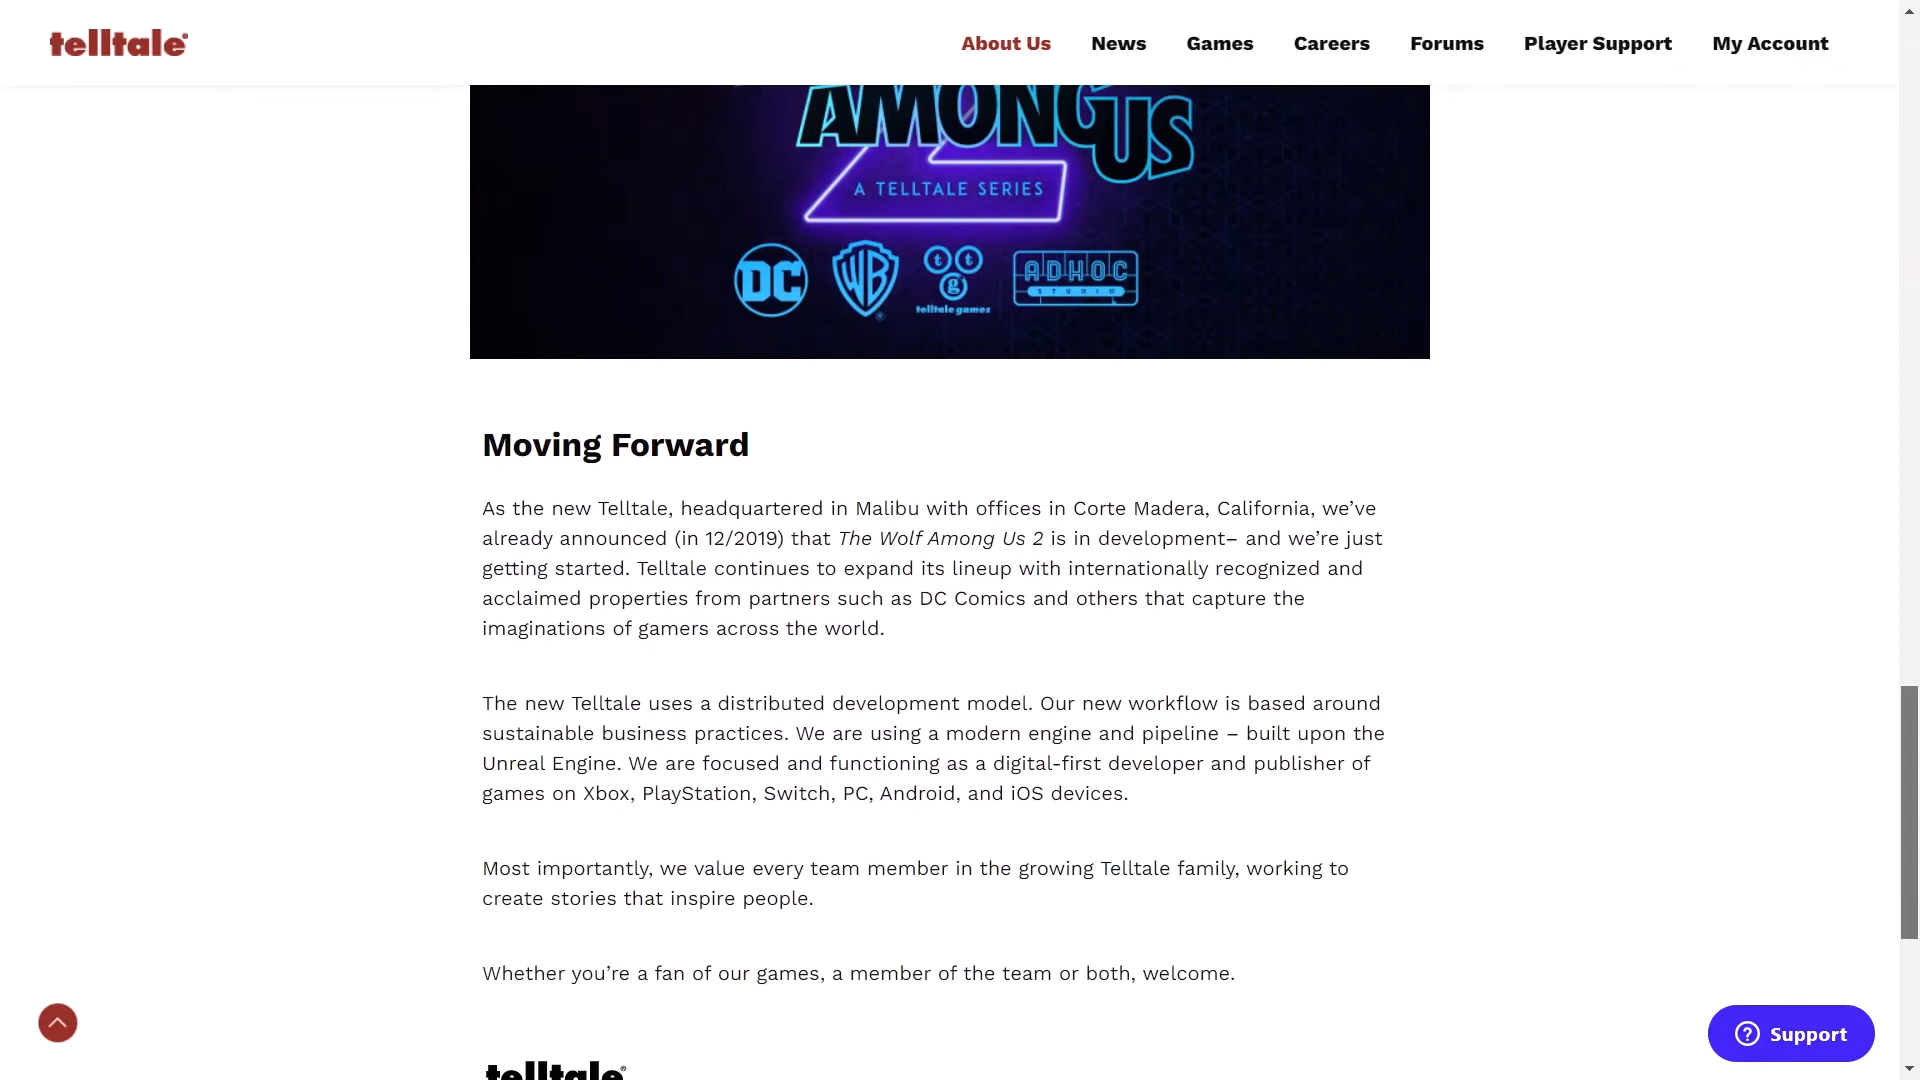 telltale
About Us News Games Careers Forums Player Support My Account
AMONG US
A TELLTALE SERIES
DC WB ttg ADHOC
telltale games STUDIO
Moving Forward
As the new Telltale, headquartered in Malibu with offices in Corte Madera, California, we’ve
already announced (in 12/2019) that The Wolf Among Us 2 is in development– and we’re just
getting started. Telltale continues to expand its lineup with internationally recognized and
acclaimed properties from partners such as DC Comics and others that capture the
imaginations of gamers across the world.
The new Telltale uses a distributed development model. Our new workflow is based around
sustainable business practices. We are using a modern engine and pipeline – built upon the
Unreal Engine. We are focused and functioning as a digital-first developer and publisher of
games on Xbox, PlayStation, Switch, PC, Android, and iOS devices.
Most importantly, we value every team member in the growing Telltale family, working to
create stories that inspire people.
Whether you’re a fan of our games, a member of the team or both, welcome.
Support
telltale